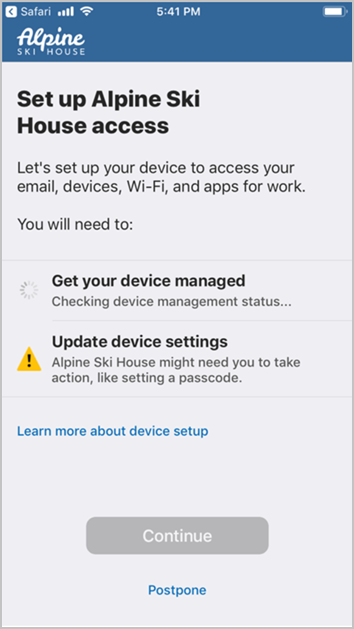 Safari 5:41 PM
Alpine
SKI HOUSE
Set up Alpine Ski
House access
Let's set up your device to access your
email, devices, Wi-Fi, and apps for work.
You will need to:
Get your device managed
Checking device management status...
Update device settings
Alpine Ski House might need you to take
action, like setting a passcode.
Learn more about device setup
Continue
Postpone